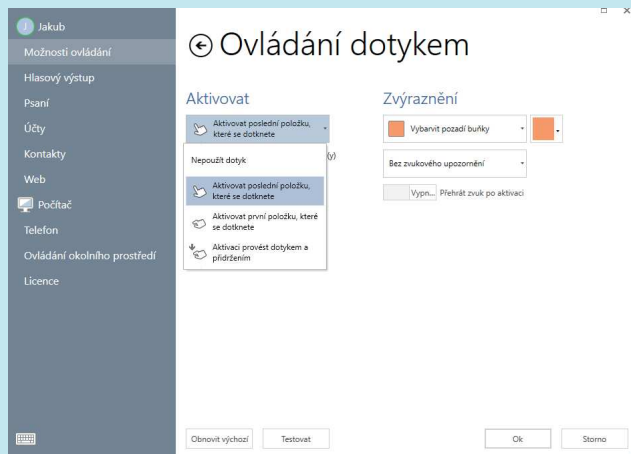 Jakub
Možnosti ovládání
Hlasový výstup
Psaní
Účty
Kontakty
Web
Počítač
Telefon
Ovládání okolního prostředí
Licence
Ovládání dotykem
Aktivovat
Aktivovat poslední položku,
které se dotknete
(y)
Nepoužít dotyk
Aktivovat poslední položku,
které se dotknete
Aktivovat první položku, které
se dotknete
Aktivaci provést dotykem a
přidržením
Zvýraznění
Vybarvit pozadí buňky
Bez zvukového upozornění
Vypn... Přehrát zvuk po aktivaci
Obnovit výchozí
Testovat
Ok
Storno